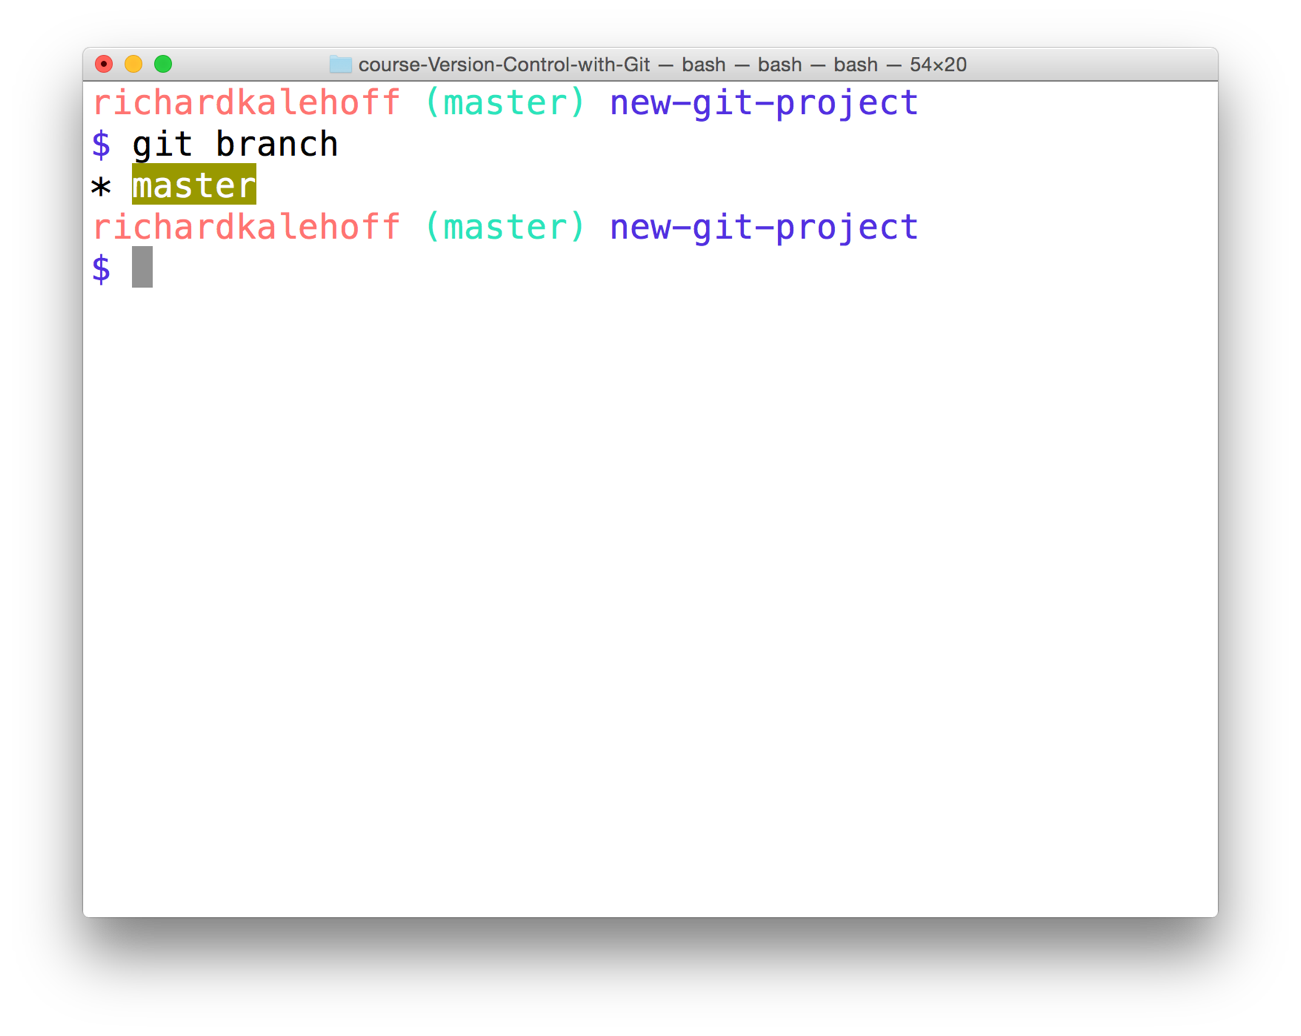 course-Version-Control-with-Git — bash — bash — bash — 54×20
richardkalehoff (master) new-git-project
$ git branch
* master
richardkalehoff (master) new-git-project
$